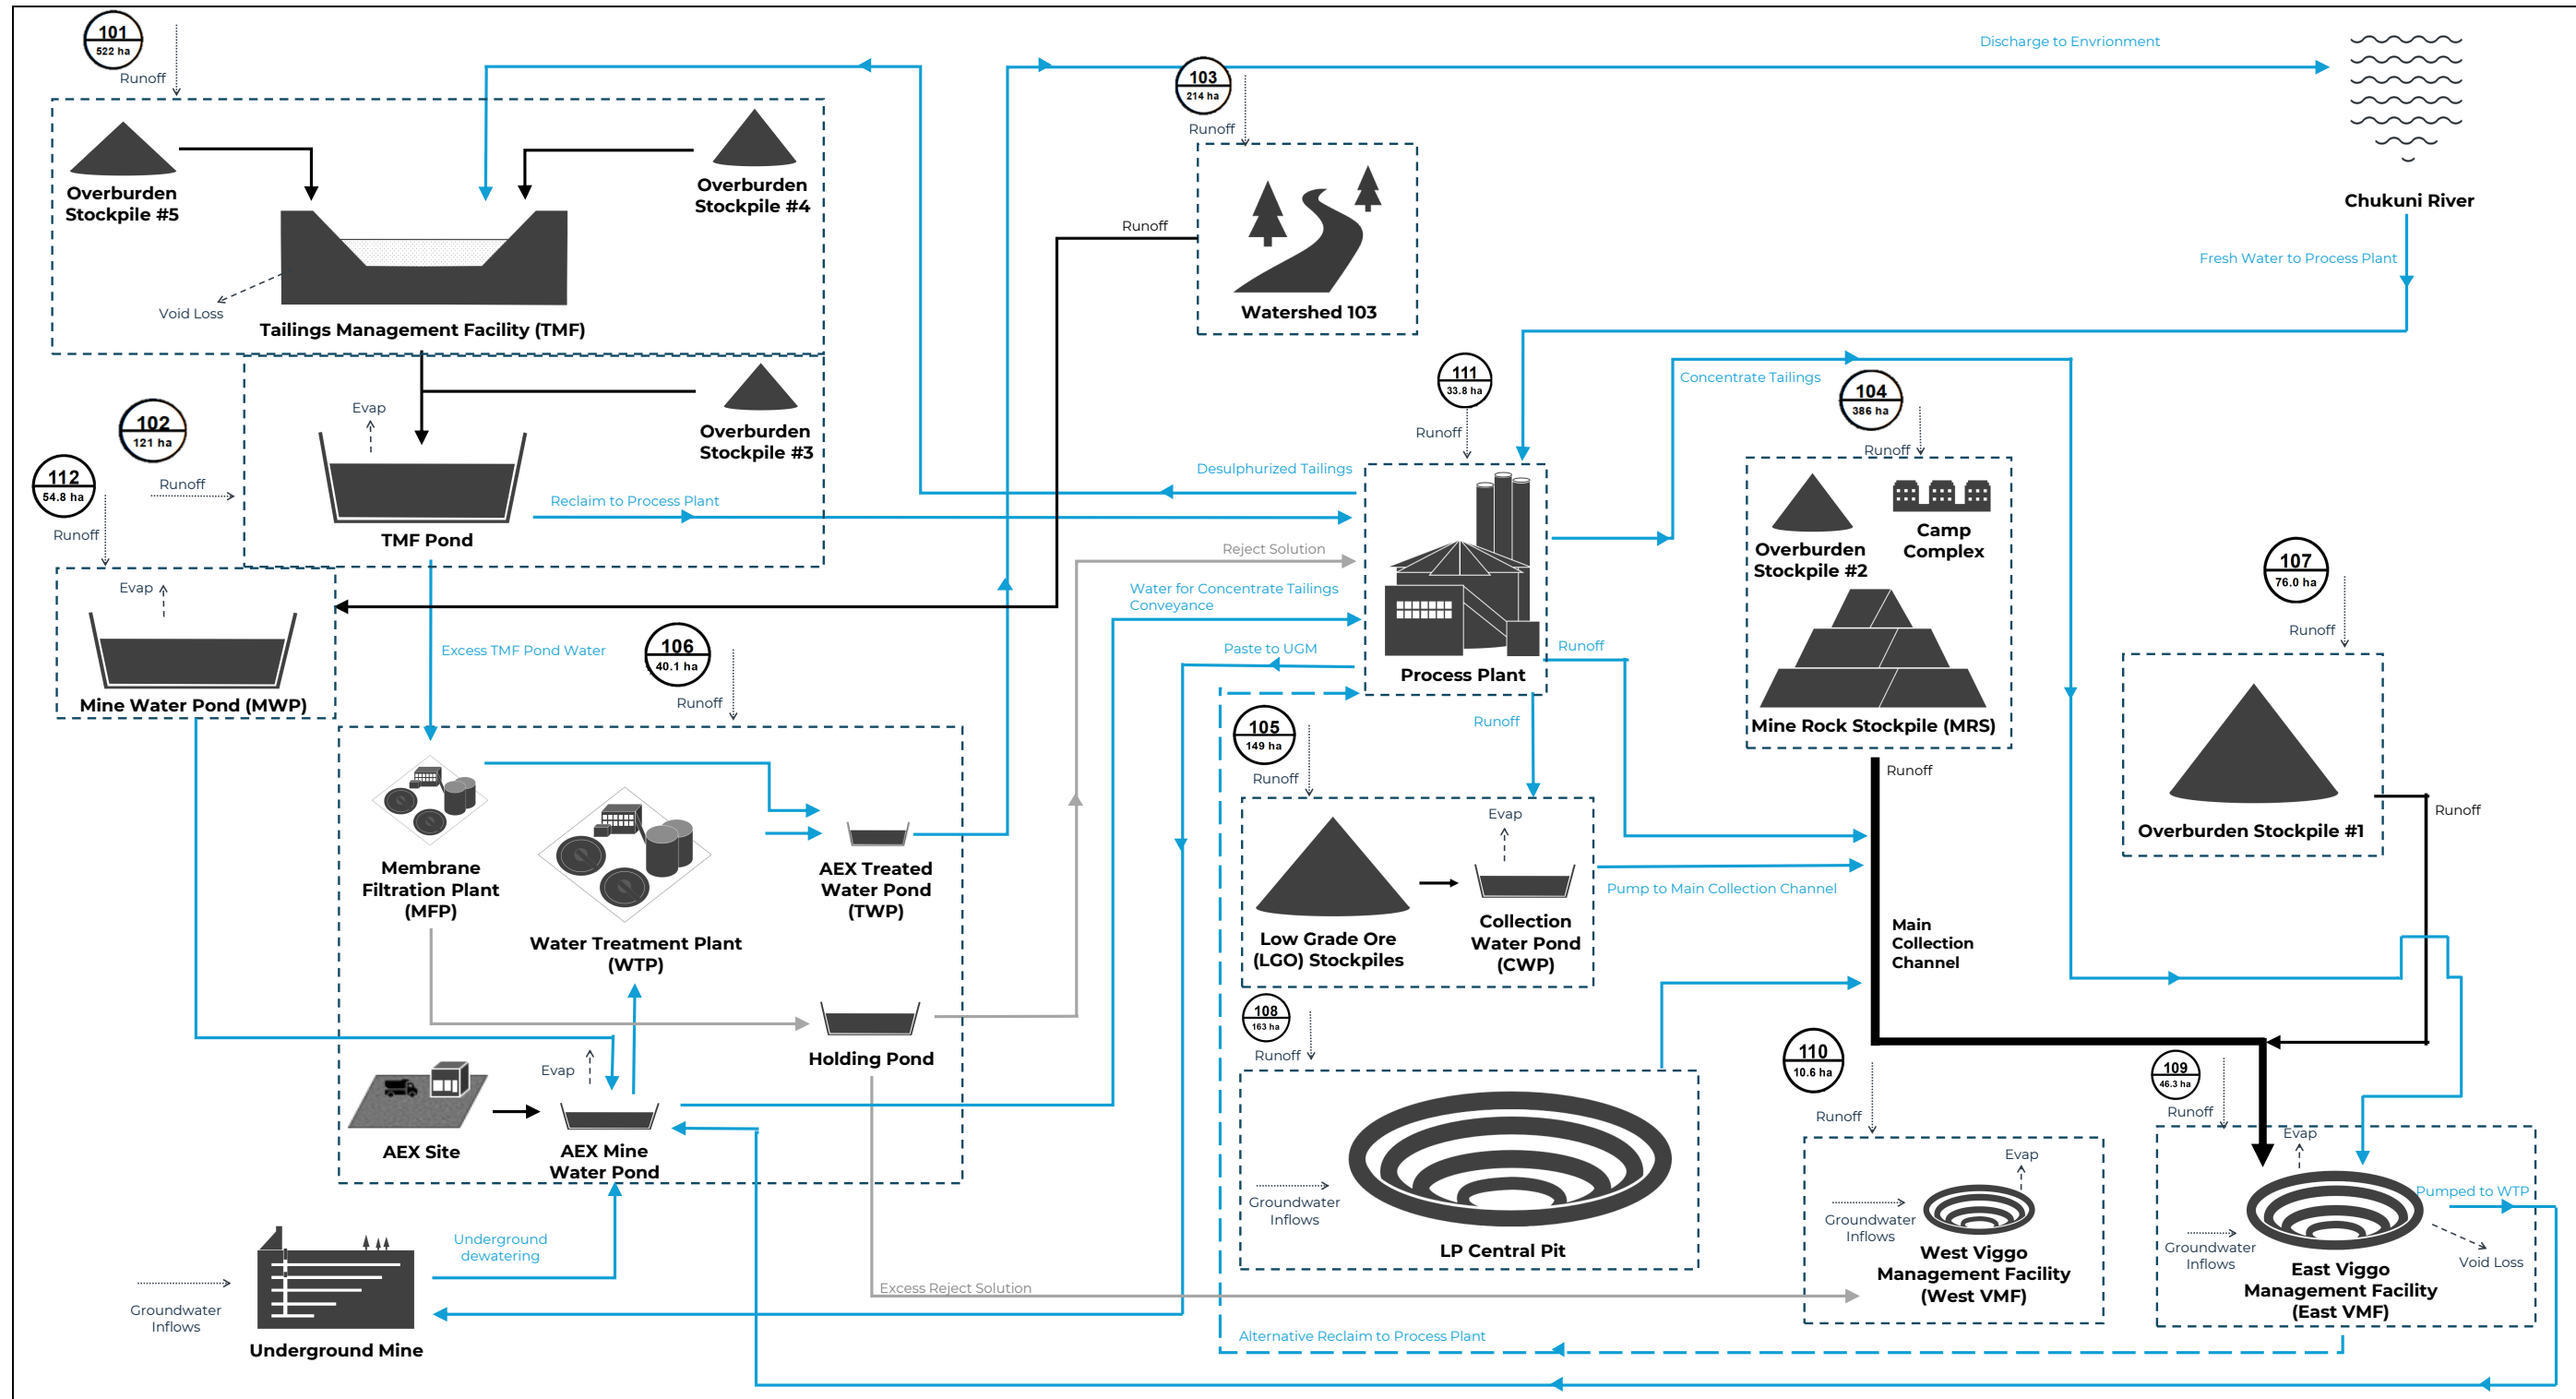 101
522 ha
Runoff
Overburden
Stockpile #5
Overburden
Stockpile #4
Void Loss
Tailings Management Facility (TMF)
103
214 ha
Runoff
Runoff
Watershed 103
Discharge to Envrionment
Chukuni River
Fresh Water to Process Plant
102
121 ha
Runoff
Evap
Overburden
Stockpile #3
TMF Pond
Reclaim to Process Plant
Desulphurized Tailings
112
54.8 ha
Runoff
Evap
Mine Water Pond (MWP)
Excess TMF Pond Water
111
33.8 ha
Runoff
Concentrate Tailings
Reject Solution
Water for Concentrate Tailings
Conveyance
Paste to UGM
Process Plant
Runoff
Runoff
104
386 ha
Runoff
Overburden
Stockpile #2
Camp
Complex
Mine Rock Stockpile (MRS)
Runoff
107
76.0 ha
Runoff
Overburden Stockpile #1
Runoff
106
40.1 ha
Runoff
Membrane
Filtration Plant
(MFP)
Water Treatment Plant
(WTP)
AEX Treated
Water Pond
(TWP)
Holding Pond
Evap
AEX Site
AEX Mine
Water Pond
105
149 ha
Runoff
Low Grade Ore
(LGO) Stockpiles
Evap
Collection
Water Pond
(CWP)
Pump to Main Collection Channel
Main
Collection
Channel
108
163 ha
Runoff
Groundwater
Inflows
LP Central Pit
110
10.6 ha
Runoff
Evap
Groundwater
Inflows
West Viggo
Management Facility
(West VMF)
109
46.3 ha
Runoff
Evap
Pumped to WTP
Groundwater
Inflows
Void Loss
East Viggo
Management Facility
(East VMF)
Underground
dewatering
Groundwater
Inflows
Underground Mine
Excess Reject Solution
Alternative Reclaim to Process Plant